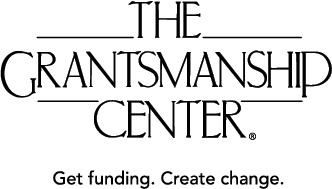 THE
GRANTSMANSHIP
CENTER®
Get funding. Create change.